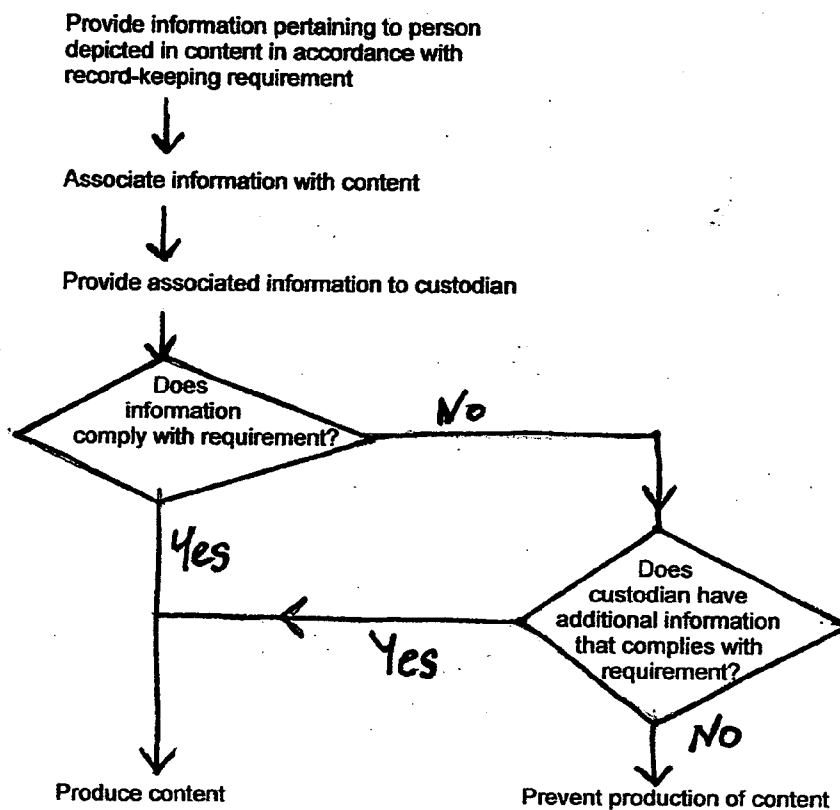 Provide information pertaining to person
depicted in content in accordance with
record-keeping requirement
Associate information with content
Provide associated information to custodian
Does
information
comply with requirement?
No
Yes
Does
custodian have
additional information
that complies with
requirement?
Yes
No
Produce content
Prevent production of content